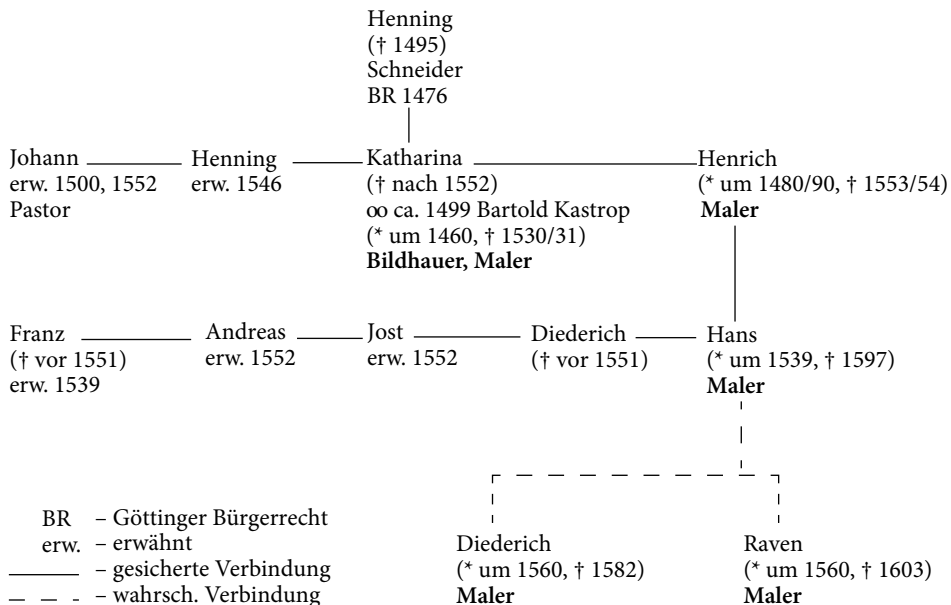 Henning
(† 1495)
Schneider
BR 1476
Johann
erw. 1500, 1552
Pastor
Henning
erw. 1546
Katharina
(† nach 1552)
oo ca. 1499 Bartold Kastrop
(* um 1460, † 1530/31)
Bildhauer, Maler
Henrich
(* um 1480/90, † 1553/54)
Maler
Franz
(† vor 1551)
erw. 1539
Andreas
erw. 1552
Jost
erw. 1552
Diederich
(† vor 1551)
Hans
(* um 1539, † 1597)
Maler
Diederich
(* um 1560, † 1582)
Maler
Raven
(* um 1560, † 1603)
Maler
BR – Göttinger Bürgerrecht
erw. – erwähnt
– gesicherte Verbindung
– wahrsch. Verbindung